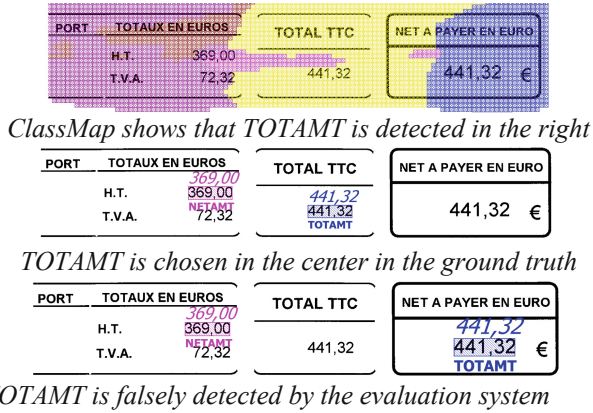 PORT TOTAUX EN EUROS TOTAL TTC NET A PAYER EN EURO
H.T. 369,00
T.V.A. 72,32 441,32 441,32 €
ClassMap shows that TOTAMT is detected in the right
PORT TOTAUX EN EUROS TOTAL TTC NET A PAYER EN EURO
369,00
H.T. 369,00 441,32
NETAMT 441,32 441,32 €
T.V.A. 72,32 TOTAMT
TOTAMT is chosen in the center in the ground truth
PORT TOTAUX EN EUROS TOTAL TTC NET A PAYER EN EURO
369,00 441,32
H.T. 369,00
NETAMT 441,32 441,32 €
T.V.A. 72,32 TOTAMT
OTAMT is falsely detected by the evaluation system